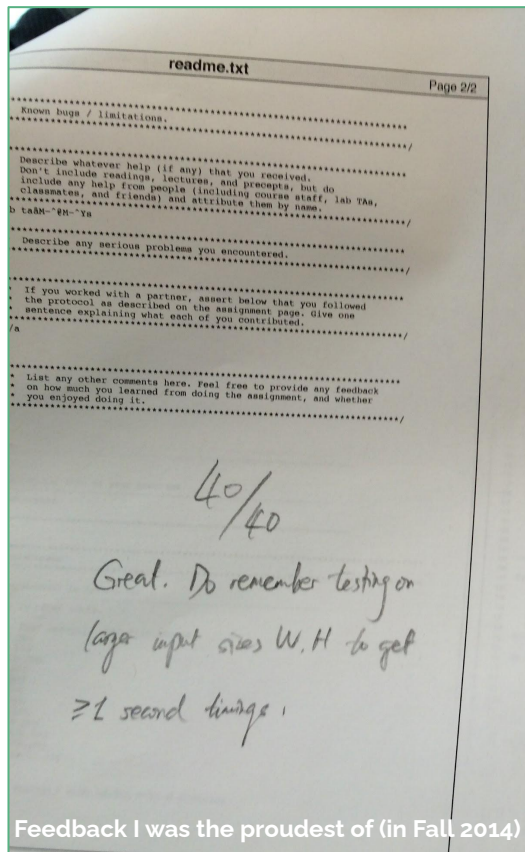 readme.txt
Page 2/2
**********************************************************
Known bugs / limitations.
**********************************************************/
**********************************************************
Describe whatever help (if any) that you received.
Don't include readings, lectures, and precepts, but do
include any help from people (including course staff, lab TAs,
classmates, and friends) and attribute them by name.
**********************************************************/
b taâM-^@M-^Ys
**********************************************************
Describe any serious problems you encountered.
**********************************************************/
**********************************************************
* If you worked with a partner, assert below that you followed
* the protocol as described on the assignment page. Give one
* sentence explaining what each of you contributed.
**********************************************************/
/a
**********************************************************
* List any other comments here. Feel free to provide any feedback
* on how much you learned from doing the assignment, and whether
* you enjoyed doing it.
**********************************************************/
40/40
Great. Do remember testing on
larger input sizes W, H to get
≥1 second timings.
Feedback I was the proudest of (in Fall 2014)